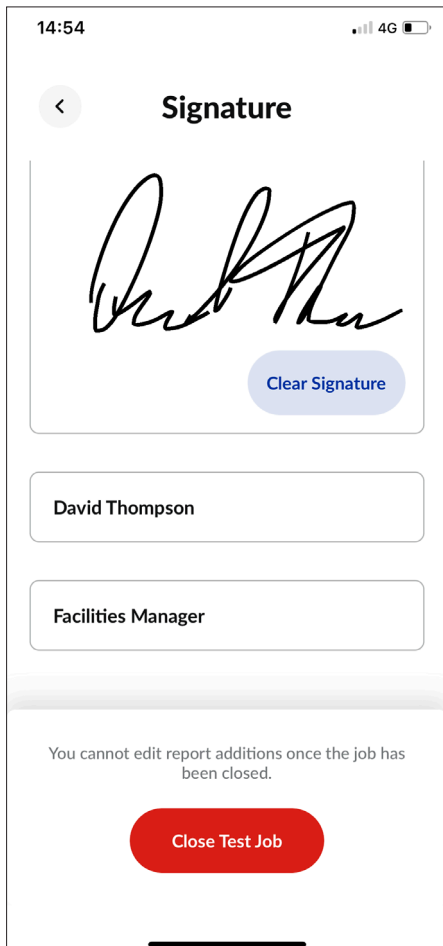 14:54
4G
Signature
Clear Signature
David Thompson
Facilities Manager
You cannot edit report additions once the job has
been closed.
Close Test Job